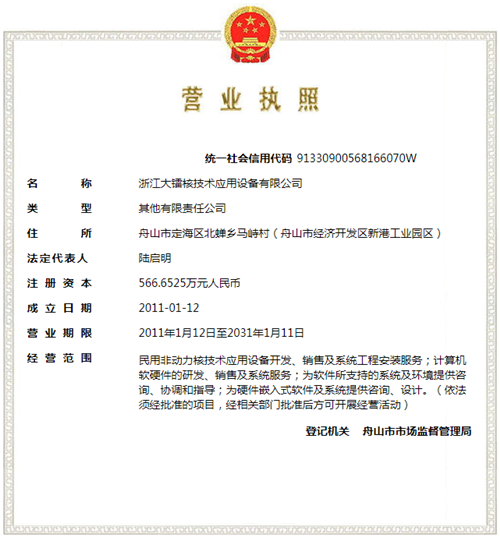 营业执照
统一社会信用代码 91330900568166070W
名称 浙江大镭核技术应用设备有限公司
类型 其他有限责任公司
住所 舟山市定海区北蝉乡马峙村（舟山市经济开发区新港工业园区）
法定代表人 陆启明
注册资本 566.6525万元人民币
成立日期 2011-01-12
营业期限 2011年1月12日至2031年1月11日
经营范围 民用非动力核技术应用设备开发、销售及系统工程安装服务；计算机
软硬件的研发、销售及系统服务；为软件所支持的系统及环境提供咨
询、协调和指导；为硬件嵌入式软件及系统提供咨询、设计。（依法
须经批准的项目，经相关部门批准后方可开展经营活动）
登记机关 舟山市市场监督管理局